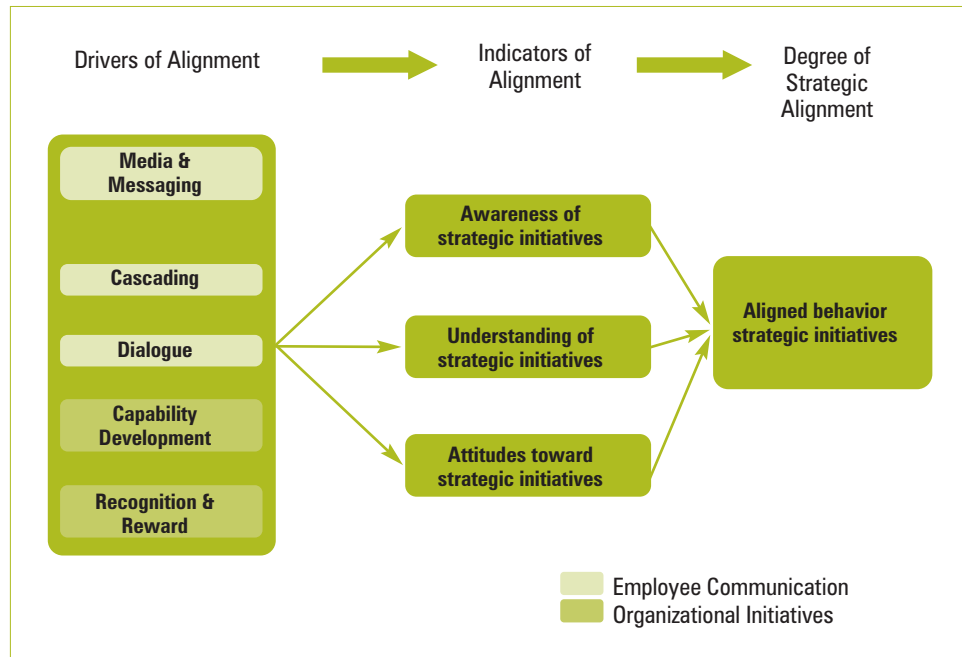 Drivers of Alignment
Indicators of
Alignment
Degree of
Strategic
Alignment
Media &
Messaging
Cascading
Dialogue
Capability
Development
Recognition &
Reward
Awareness of
strategic initiatives
Understanding of
strategic initiatives
Attitudes toward
strategic initiatives
Aligned behavior
strategic initiatives
Employee Communication
Organizational Initiatives